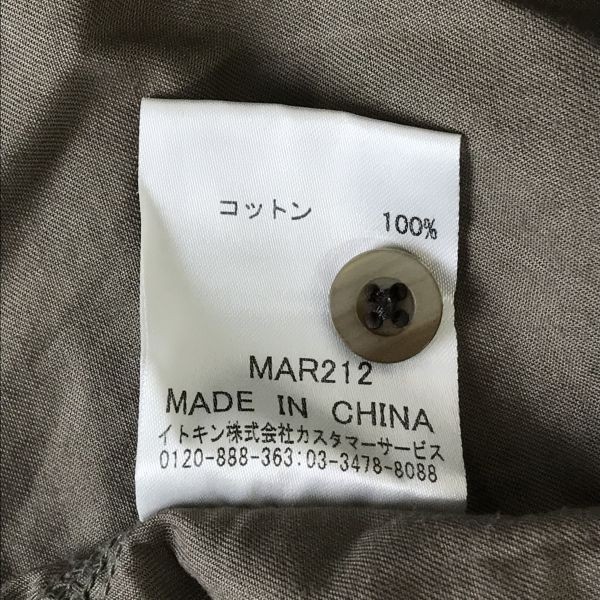 コットン 100%
MAR212
MADE IN CHINA
イトキン株式会社カスタマーサービス
0120-888-363:03-3478-8088